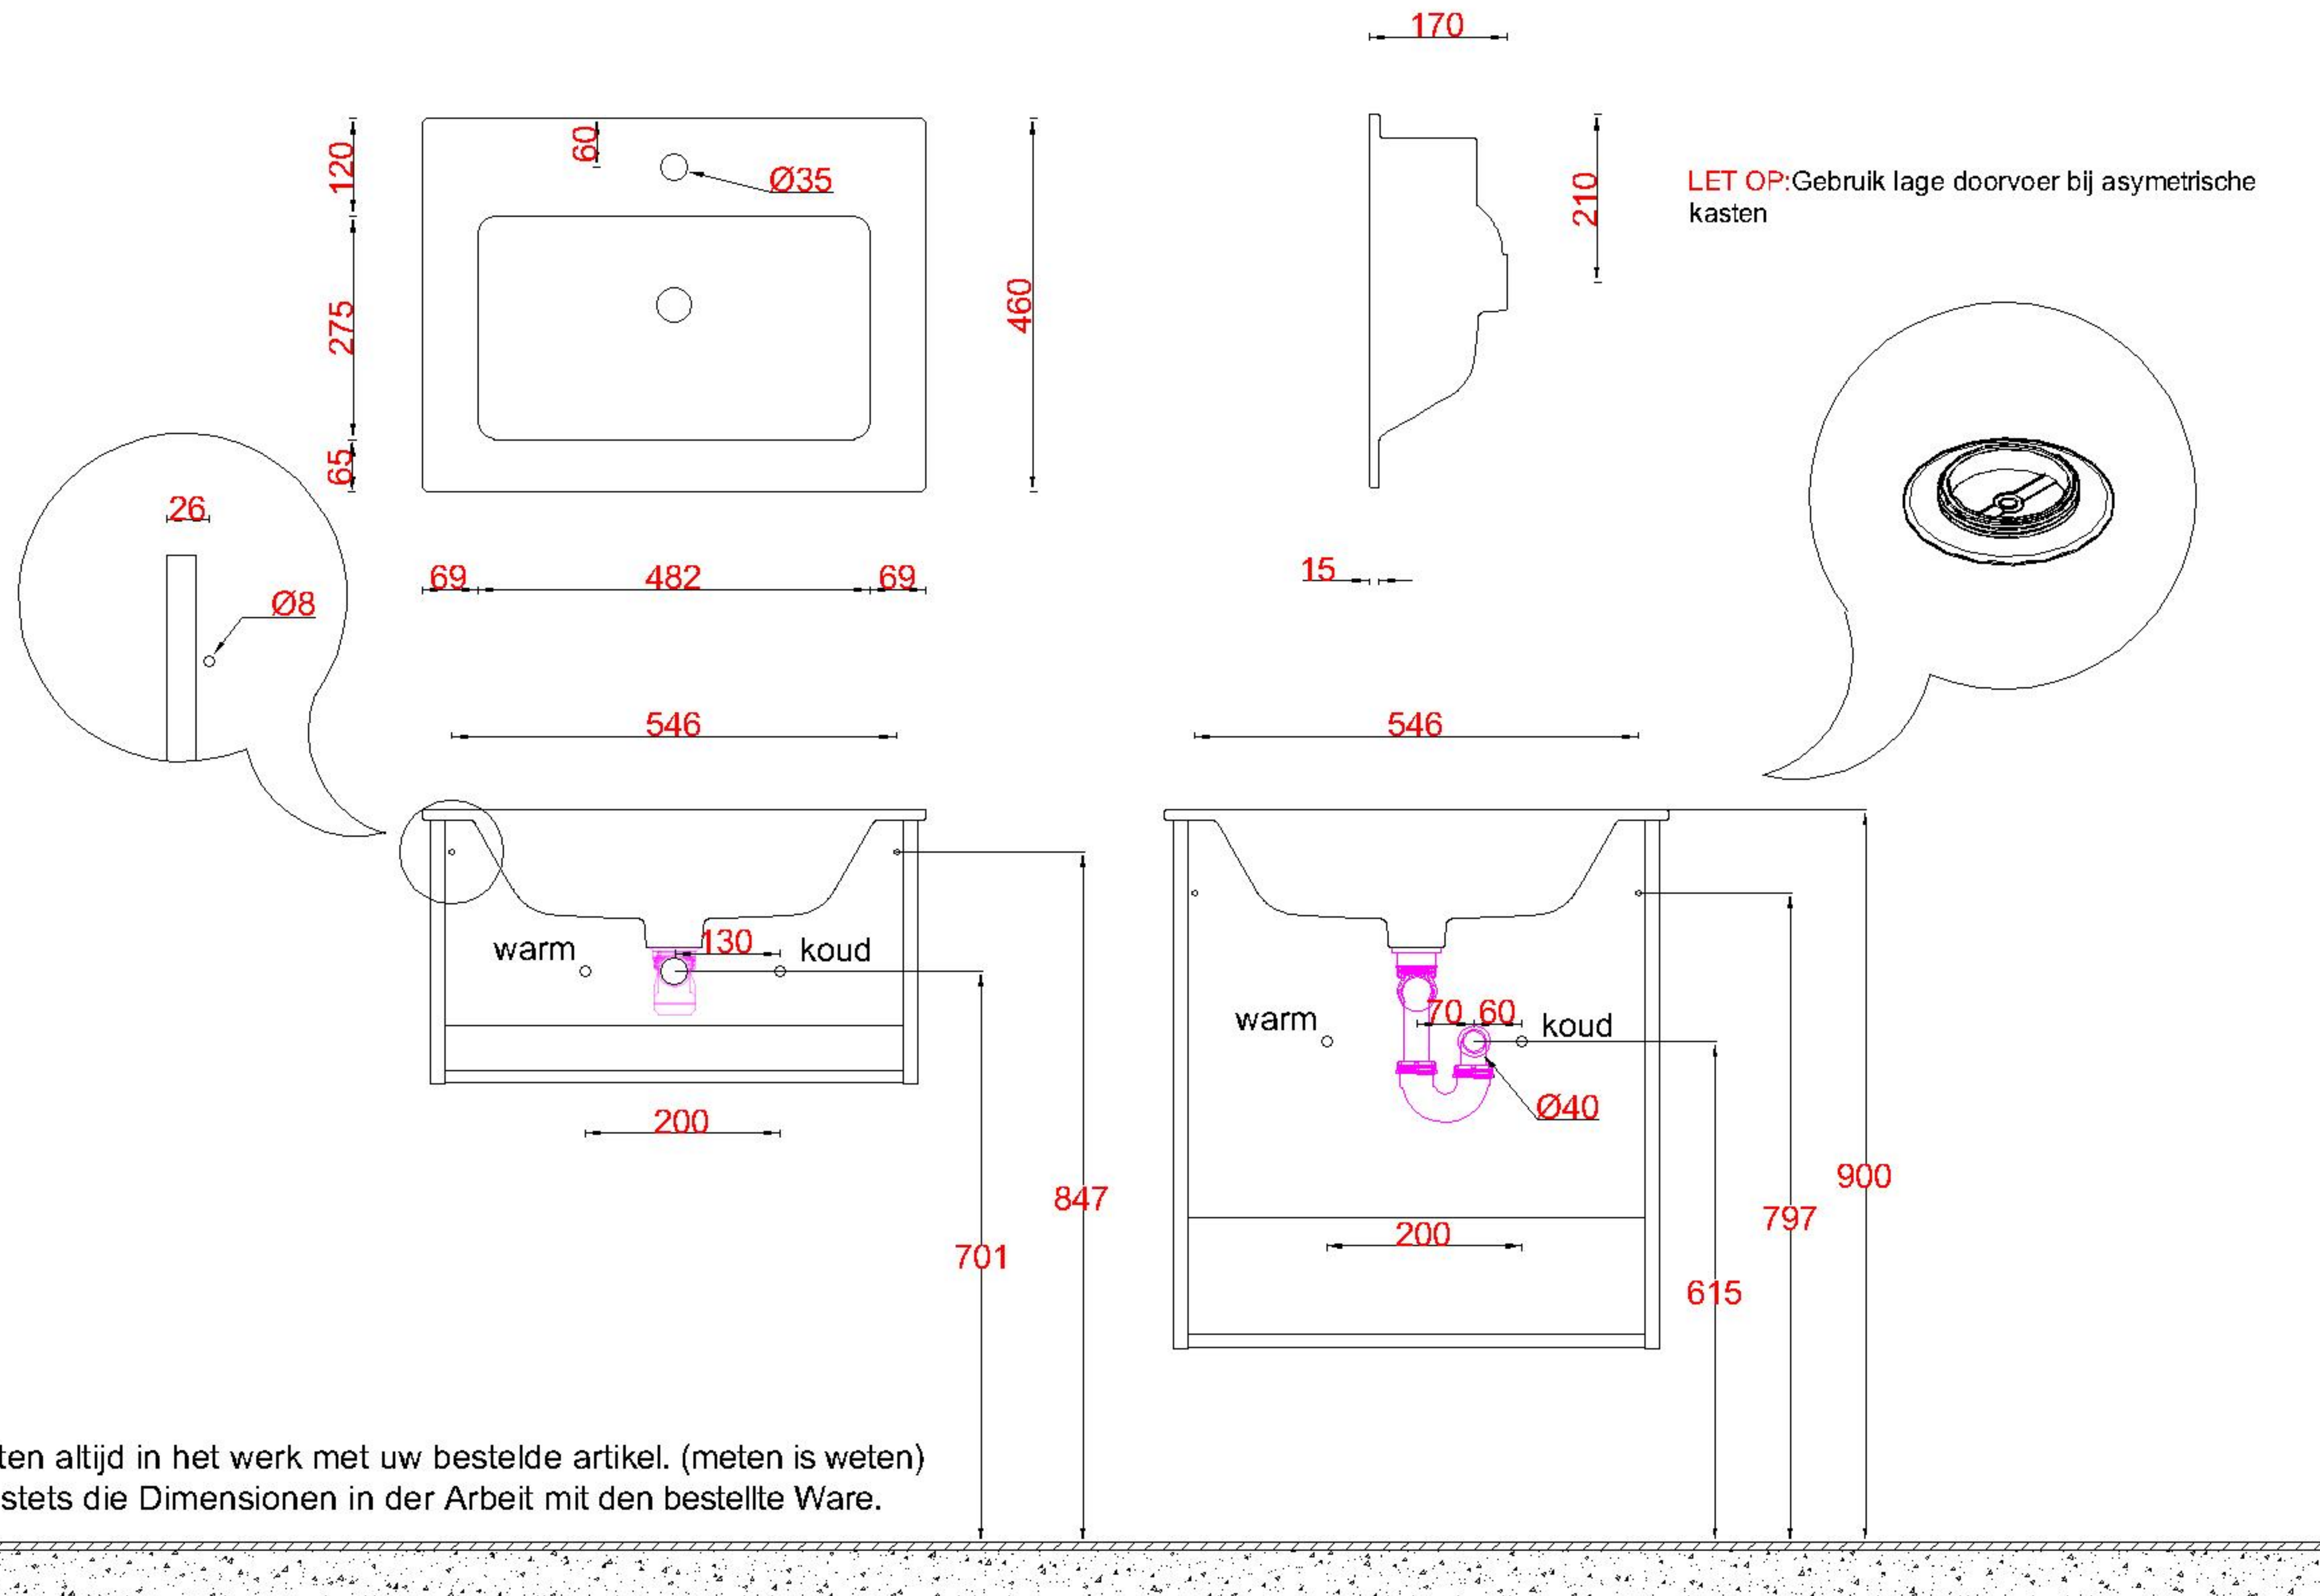 170
120
60
Ø35
210
LET OP:Gebruik lage doorvoer bij asymetrische
kasten
275
460
65
26
Ø8
69
482
69
15
546
546
warm
130
koud
warm
70
60
koud
Ø40
200
847
701
200
900
797
615
ten altijd in het werk met uw bestelde artikel. (meten is weten)
stets die Dimensionen in der Arbeit mit den bestellte Ware.